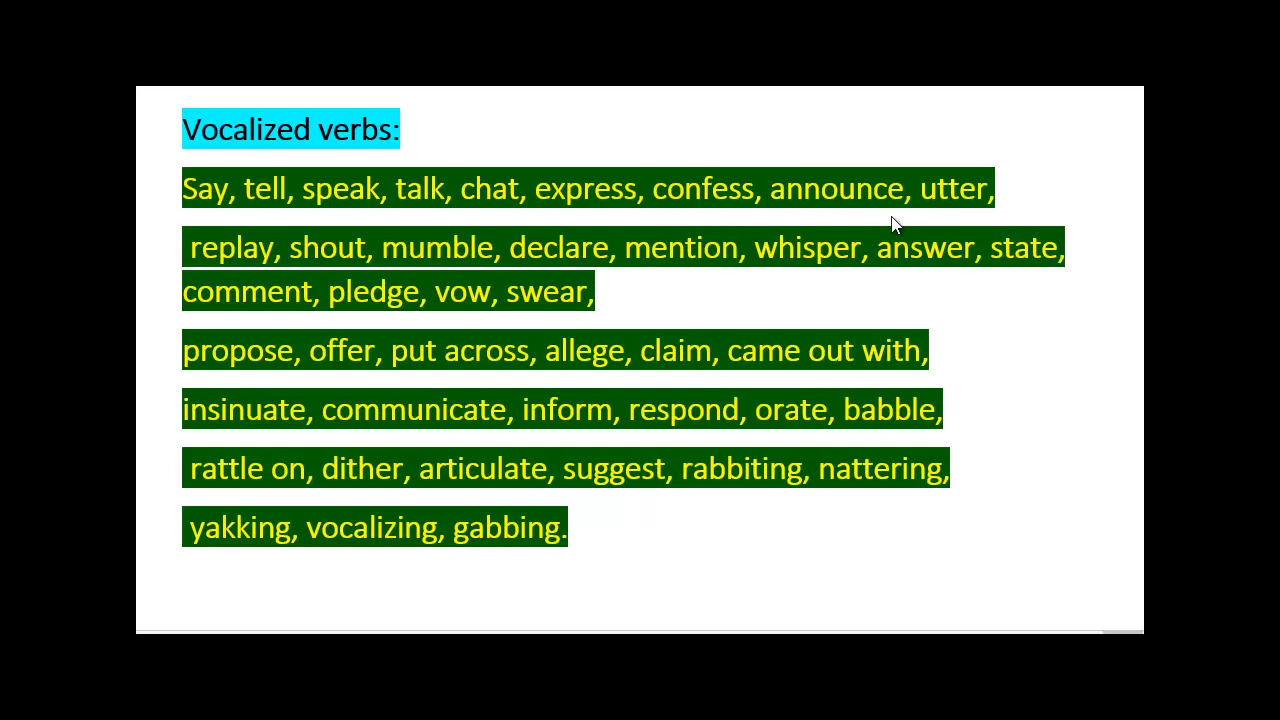 Vocalized verbs:
Say, tell, speak, talk, chat, express, confess, announce, utter,
replay, shout, mumble, declare, mention, whisper, answer, state,
comment, pledge, vow, swear,
propose, offer, put across, allege, claim, came out with,
insinuate, communicate, inform, respond, orate, babble,
rattle on, dither, articulate, suggest, rabbiting, nattering,
yakking, vocalizing, gabbing.